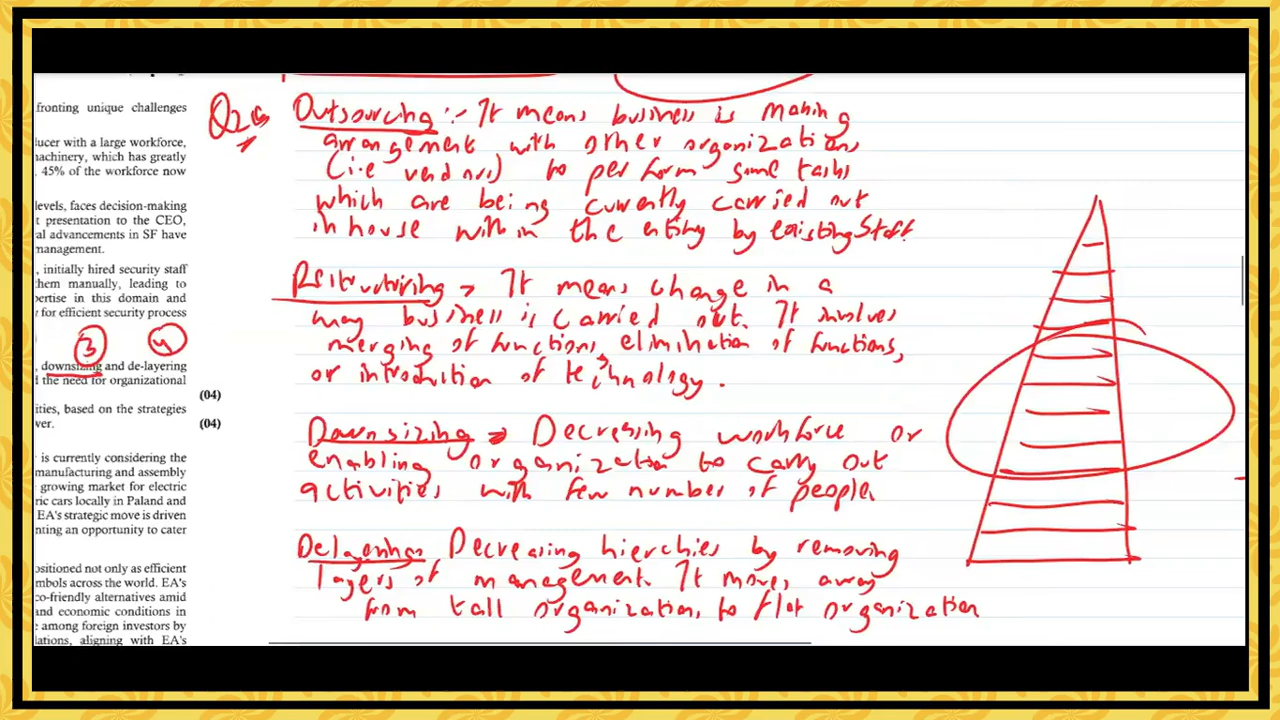 fronting unique challenges
ducer with a large workforce,
nachinery, which has greatly
, 45% of the workforce now
levels, faces decision-making
t presentation to the CEO,
al advancements in SF have
management.
, initially hired security staff
hem manually, leading to
pertise in this domain and
y for efficient security process
3 4
, downsizing and de-layering
d the need for organizational
(04)
ities, based on the strategies
wer.
(04)
is currently considering the
manufacturing and assembly
growing market for electric
ric cars locally in Paland and
EA's strategic move is driven
nting an opportunity to cater
ositioned not only as efficient
mbols across the world. EA's
co-friendly alternatives amid
and economic conditions in
among foreign investors by
lations, aligning with EA's
Outsourcing :- It means business is making
arrangement with other organizations
(i.e vendors) to perform some tasks
which are being currently carried out
in house with in the entity by existing Staff.
Restructuring → It means change in a
way business is carried out. It involves
merging of functions, elimination of functions,
or introduction of technology.
Downsizing → Decreasing workforce or
enabling organization to carry out
activities with few number of people
Delayering Decreasing hierchies by removing
layers of management. It moves away
from tall organization, to flat organization